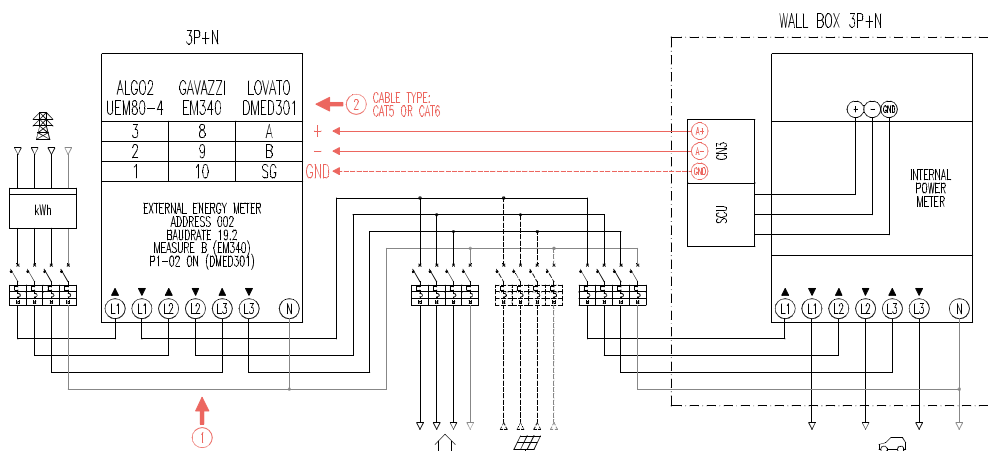 WALL BOX 3P+N
3P+N
ALGO2 GAVAZZI LOVATO
UEM80-4 EM340 DMED301
2 CABLE TYPE:
CAT5 OR CAT6
3 8 A +
2 9 B -
1 10 SG GND
A+
A-
GND
CN3
SCU
+ - GND
INTERNAL
POWER
METER
kWh
EXTERNAL ENERGY METER
ADDRESS 002
BAUDRATE 19.2
MEASURE B (EM340)
P1-02 ON (DMED301)
L1 L1 L2 L2 L3 L3 N
L1 L1 L2 L2 L3 L3 N
1